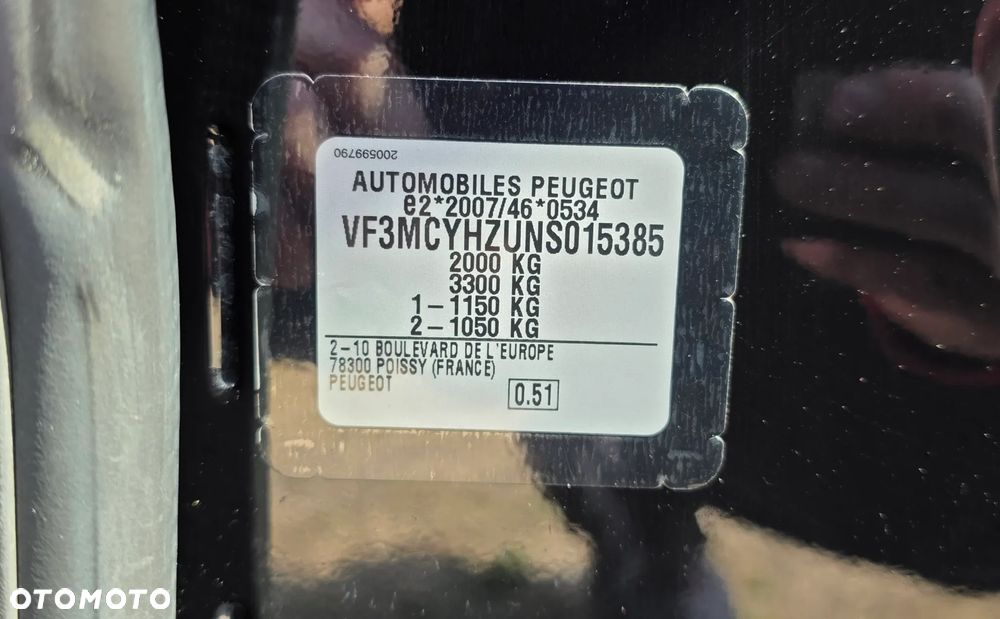 200599790
AUTOMOBILES PEUGEOT
e2*2007/46*0534
VF3MCYHZUNS015385
2000 KG
3300 KG
1-1150 KG
2-1050 KG
2-10 BOULEVARD DE L'EUROPE
78300 POISSY (FRANCE)
PEUGEOT
0.51
OTOMOTO